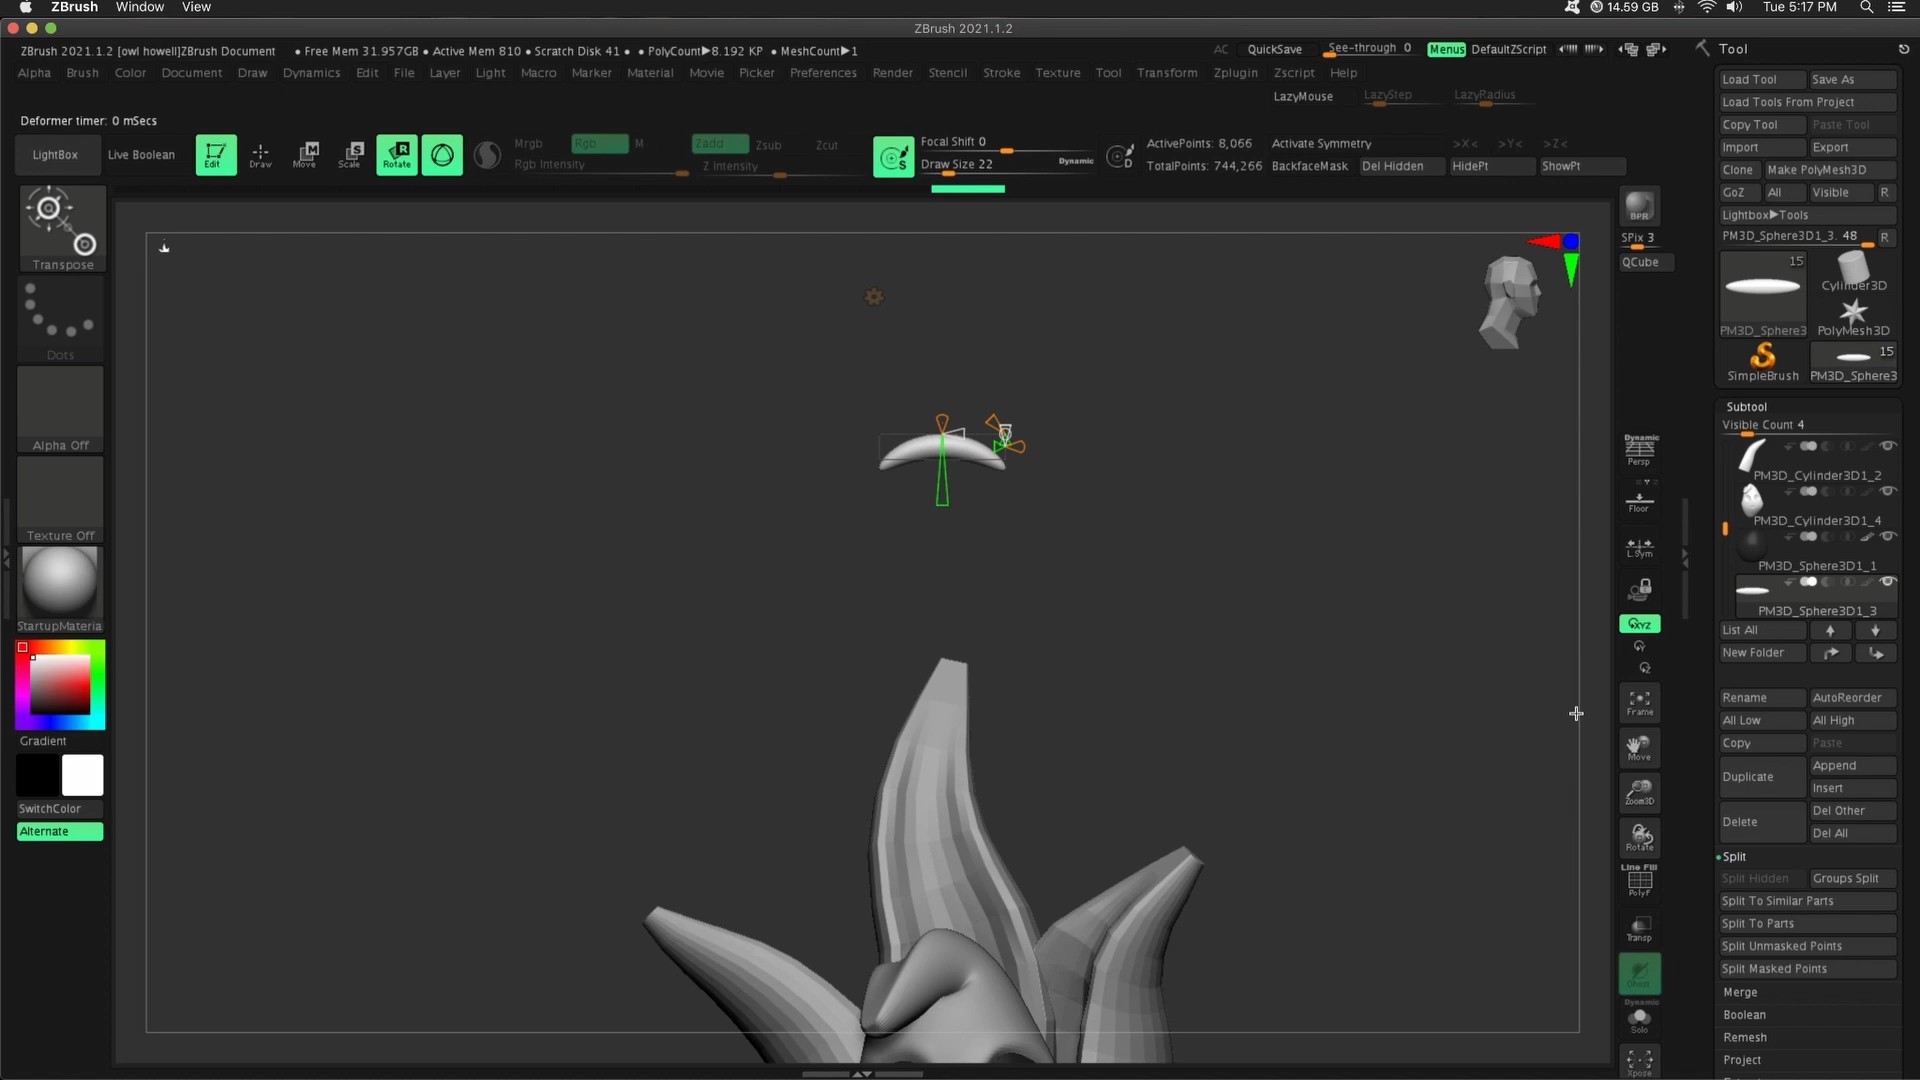 ZBrush Window View 14.59 GB Tue 5:17 PM
ZBrush 2021.1.2
ZBrush 2021.1.2 [owl howell]ZBrush Document • Free Mem 31.957GB • Active Mem 810 • Scratch Disk 41 • • PolyCount▶8.192 KP • MeshCount▶1 AC QuickSave See-through 0 Menus DefaultZScript
Alpha Brush Color Document Draw Dynamics Edit File Layer Light Macro Marker Material Movie Picker Preferences Render Stencil Stroke Texture Tool Transform Zplugin Zscript Help
LazyMouse LazyStep LazyRadius
Deformer timer: 0 mSecs
LightBox Live Boolean Edit Draw Move Scale Rotate
Mrgb Rgb M Zadd Zsub Zcut
Rgb Intensity Z Intensity
Focal Shift 0
Draw Size 22 Dynamic
S D
ActivePoints: 8,066 Activate Symmetry >X< >Y< >Z<
TotalPoints: 744,266 BackfaceMask Del Hidden HidePt ShowPt
Transpose
Dots
Alpha Off
Texture Off
StartupMateria
Gradient
SwitchColor
Alternate
BPR
SPix 3
QCube
Dynamic
Persp
Floor
L.Sym
XYZ
Y
Z
Frame
Move
Zoom3D
Rotate
Line Fill
PolyF
Transp
Ghost
Dynamic
Solo
Xpose
Tool
Load Tool Save As
Load Tools From Project
Copy Tool Paste Tool
Import Export
Clone Make PolyMesh3D
GoZ All Visible R
Lightbox▶Tools
PM3D_Sphere3D1_3. 48 R
15
Cylinder3D
PM3D_Sphere3 PolyMesh3D
15
SimpleBrush PM3D_Sphere3
Subtool
Visible Count 4
PM3D_Cylinder3D1_2
PM3D_Cylinder3D1_4
PM3D_Sphere3D1_1
PM3D_Sphere3D1_3
List All
New Folder
Rename AutoReorder
All Low All High
Copy Paste
Duplicate Append
Insert
Delete Del Other
Del All
Split
Split Hidden Groups Split
Split To Similar Parts
Split To Parts
Split Unmasked Points
Split Masked Points
Merge
Boolean
Remesh
Project